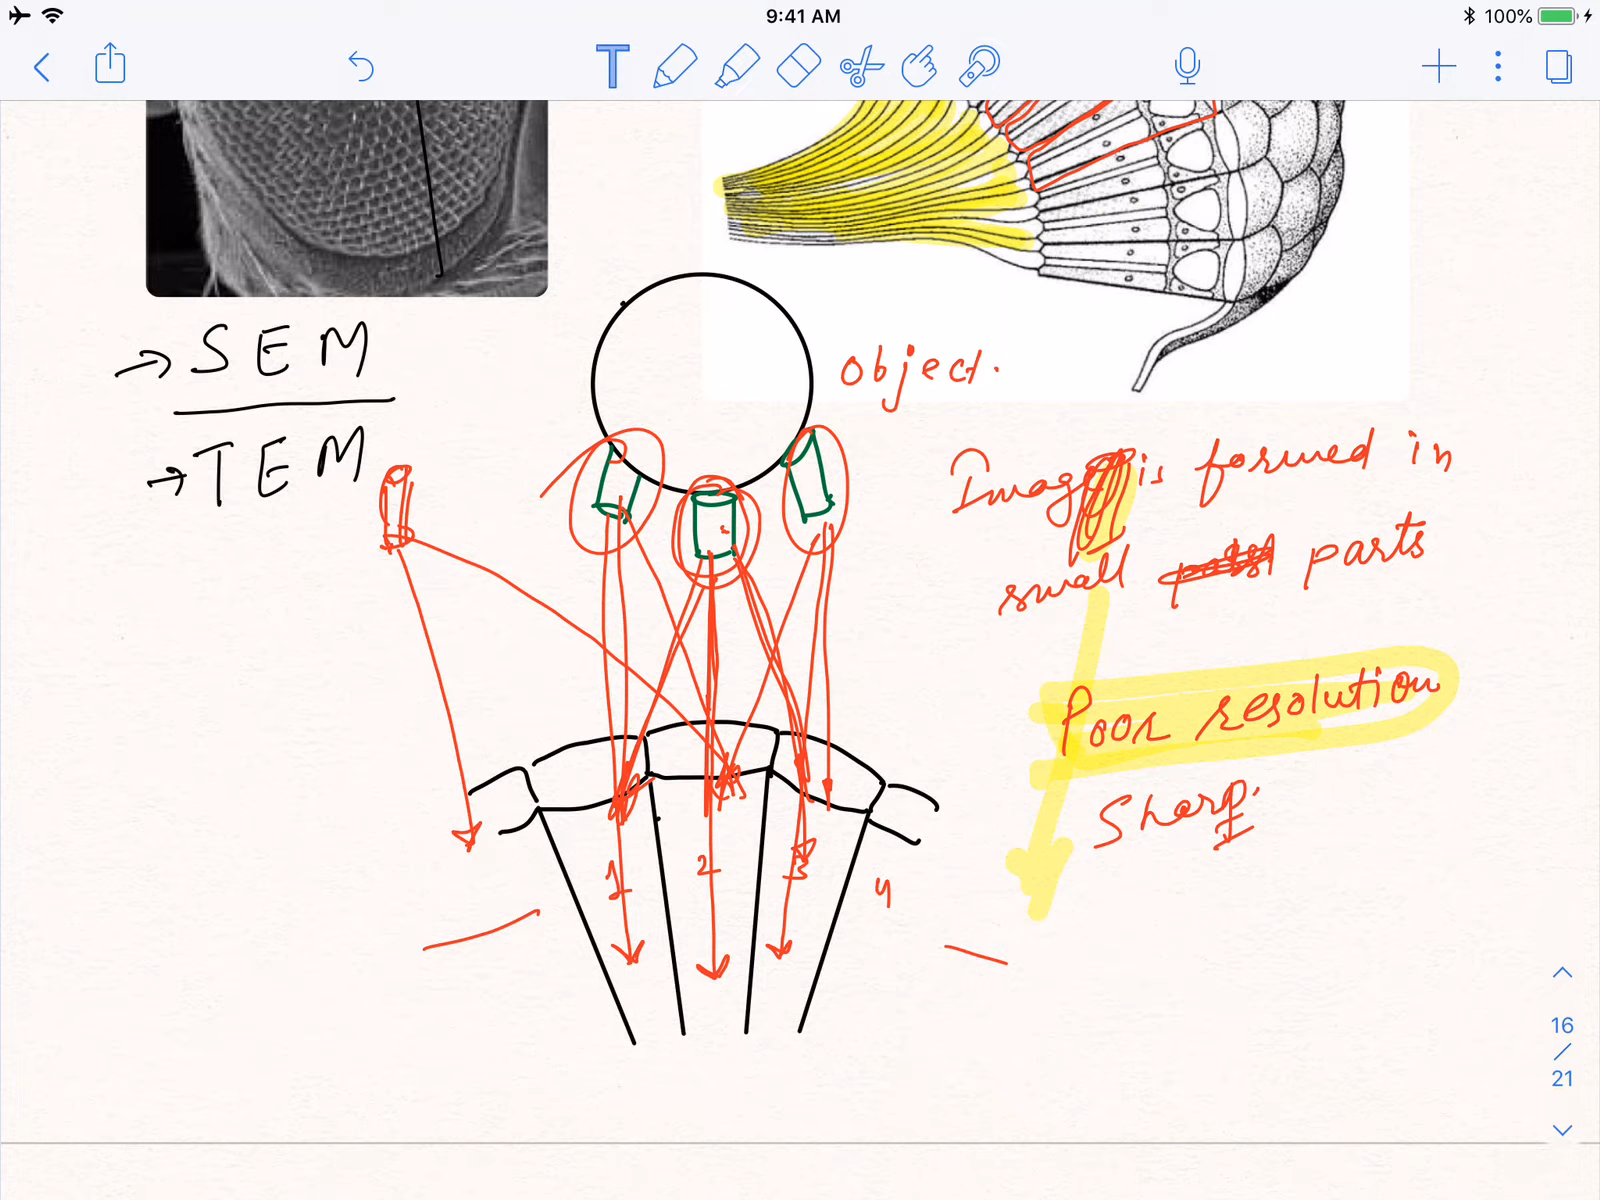 9:41 AM
100%
T
→ SEM
→ TEM
Object.
Image is formed in
small parts
Poor resolution
Sharp.
1 2 3 4
16
/
21